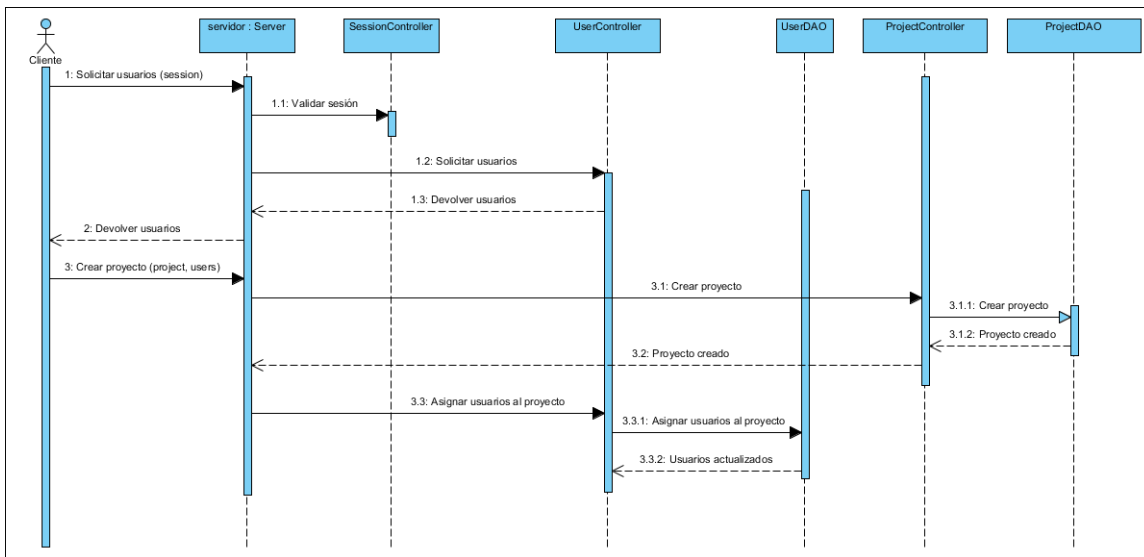 servidor : Server
SessionController
UserController
UserDAO
ProjectController
ProjectDAO
Cliente
1: Solicitar usuarios (session)
1.1: Validar sesión
1.2: Solicitar usuarios
1.3: Devolver usuarios
2: Devolver usuarios
3: Crear proyecto (project, users)
3.1: Crear proyecto
3.1.1: Crear proyecto
3.1.2: Proyecto creado
3.2: Proyecto creado
3.3: Asignar usuarios al proyecto
3.3.1: Asignar usuarios al proyecto
3.3.2: Usuarios actualizados